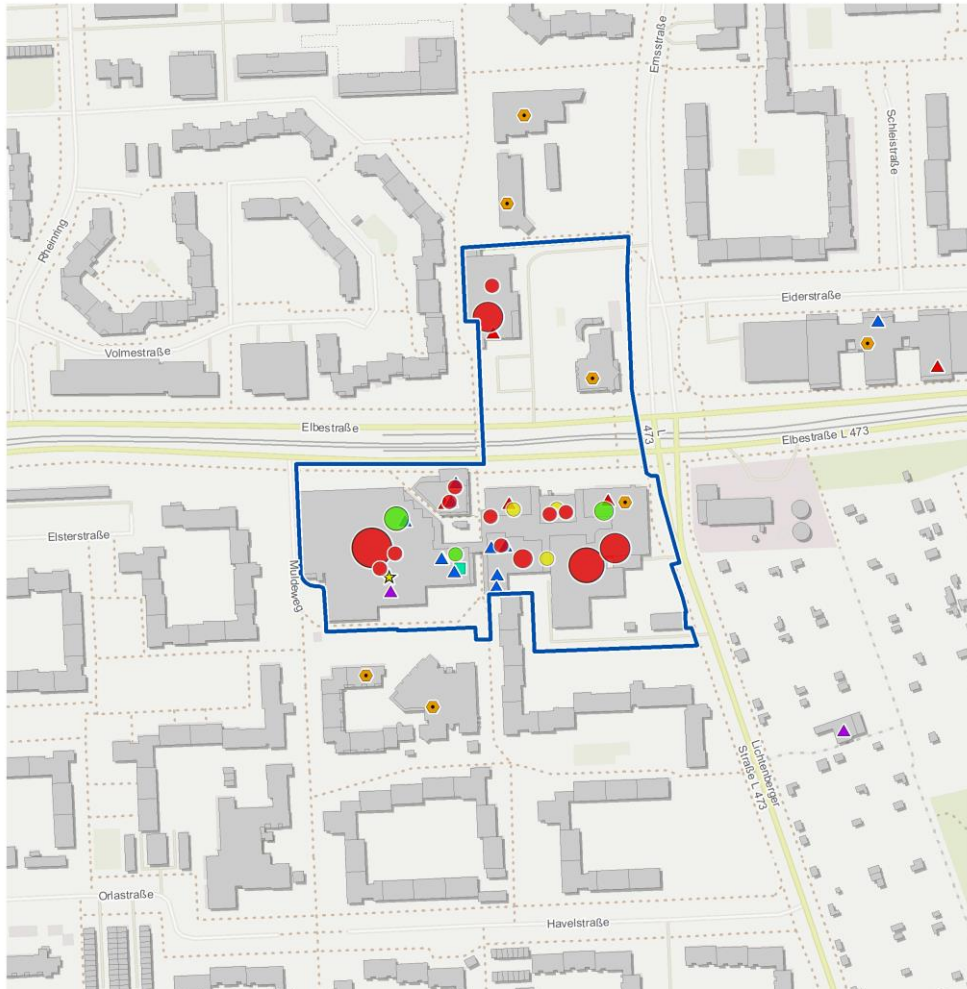 Emsstraße
Schleistraße
Rheinring
Eiderstraße
Volmestraße
Elbestraße
L 473
Elbestraße L 473
Elsterstraße
Muldeweg
Lichtenberger
Straße L 473
Orlastraße
Havelstraße